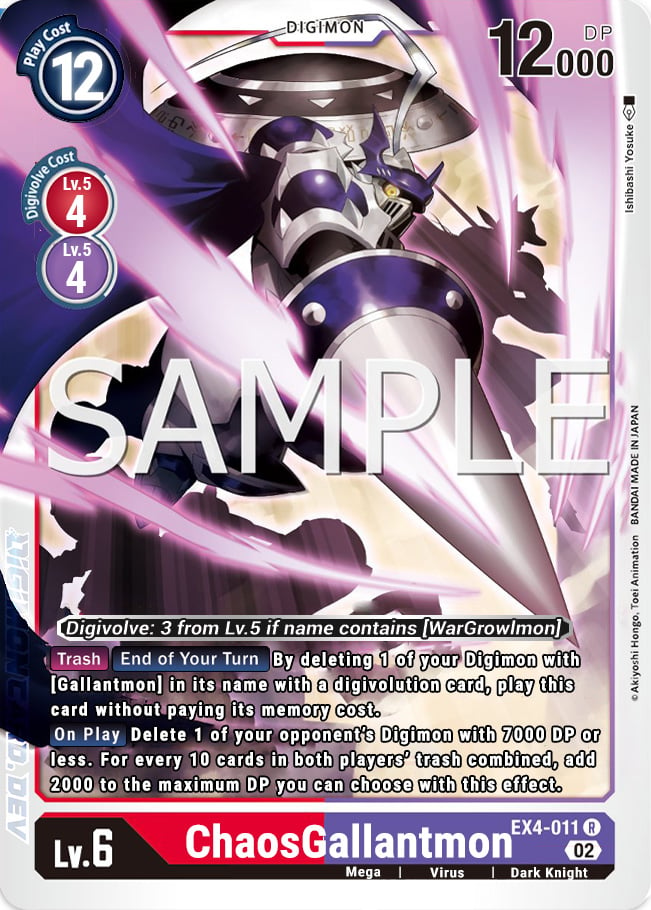 DIGIMON
Play Cost
12
DP
12000
Digivolve Cost
Lv.5
4
Lv.5
4
Ishibashi Yosuke
SAMPLE
© Akiyoshi Hongo, Toei Animation BANDAI MADE IN JAPAN
Digivolve: 3 from Lv.5 if name contains [WarGrowlmon]
Trash End of Your Turn By deleting 1 of your Digimon with
[Gallantmon] in its name with a digivolution card, play this
card without paying its memory cost.
On Play Delete 1 of your opponent's Digimon with 7000 DP or
less. For every 10 cards in both players' trash combined, add
2000 to the maximum DP you can choose with this effect.
Lv.6
ChaosGallantmon
EX4-011 R
02
Mega | Virus | Dark Knight